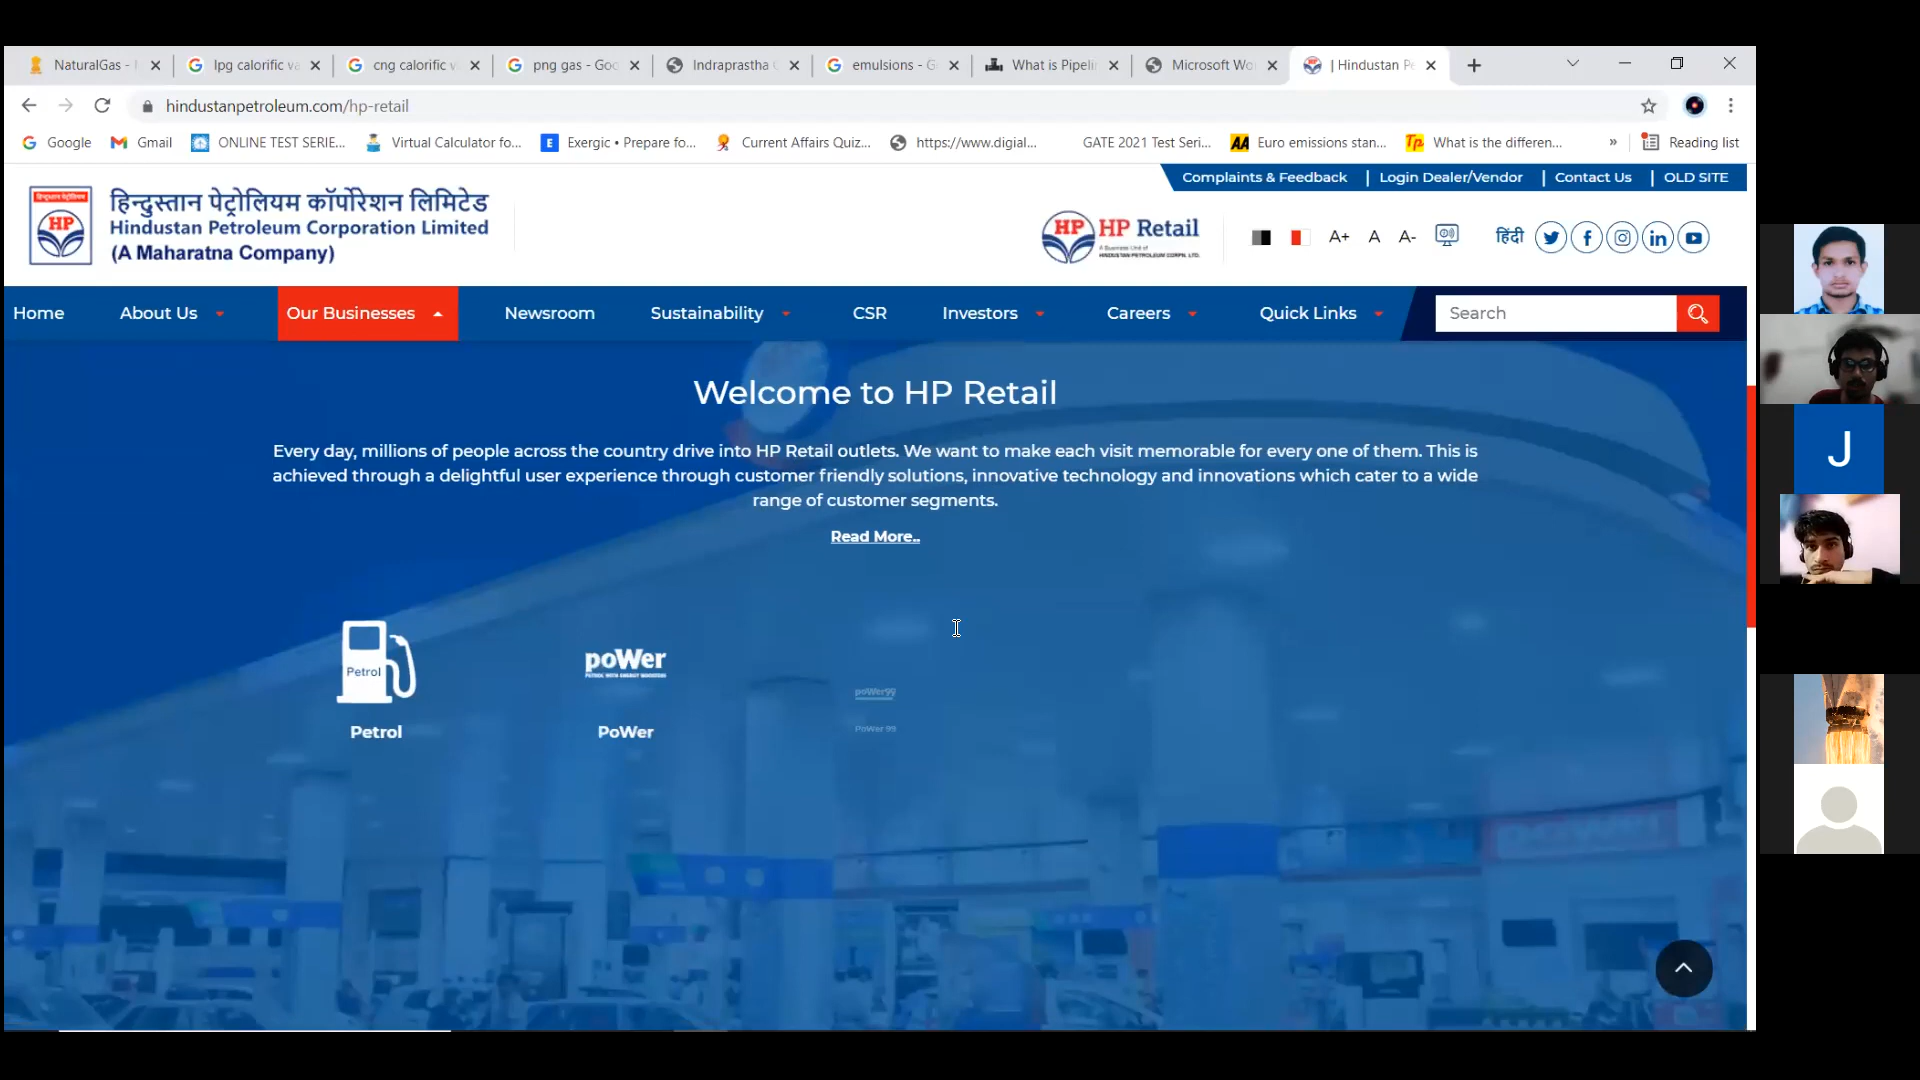 NaturalGas -
lpg calorific va
cng calorific v
png gas - Goo
Indraprastha
emulsions - G
What is Pipeli
Microsoft Wo
| Hindustan Pe
hindustanpetroleum.com/hp-retail
Google
Gmail
ONLINE TEST SERIE...
Virtual Calculator fo...
Exergic • Prepare fo...
Current Affairs Quiz...
https://www.digial...
GATE 2021 Test Seri...
AA
Euro emissions stan...
Tp
What is the differen...
»
Reading list
Complaints & Feedback | Login Dealer/Vendor | Contact Us | OLD SITE
हिन्दुस्तान पेट्रोलियम कॉर्पोरेशन लिमिटेड
HP
Hindustan Petroleum Corporation Limited
(A Maharatna Company)
HP HP Retail
A+ A A-
हिंदी
Home
About Us
Our Businesses
Newsroom
Sustainability
CSR
Investors
Careers
Quick Links
Search
Welcome to HP Retail
Every day, millions of people across the country drive into HP Retail outlets. We want to make each visit memorable for every one of them. This is
achieved through a delightful user experience through customer friendly solutions, innovative technology and innovations which cater to a wide
range of customer segments.
Read More..
Petrol
poWer
poWer99
Petrol
PoWer
PoWer 99
J